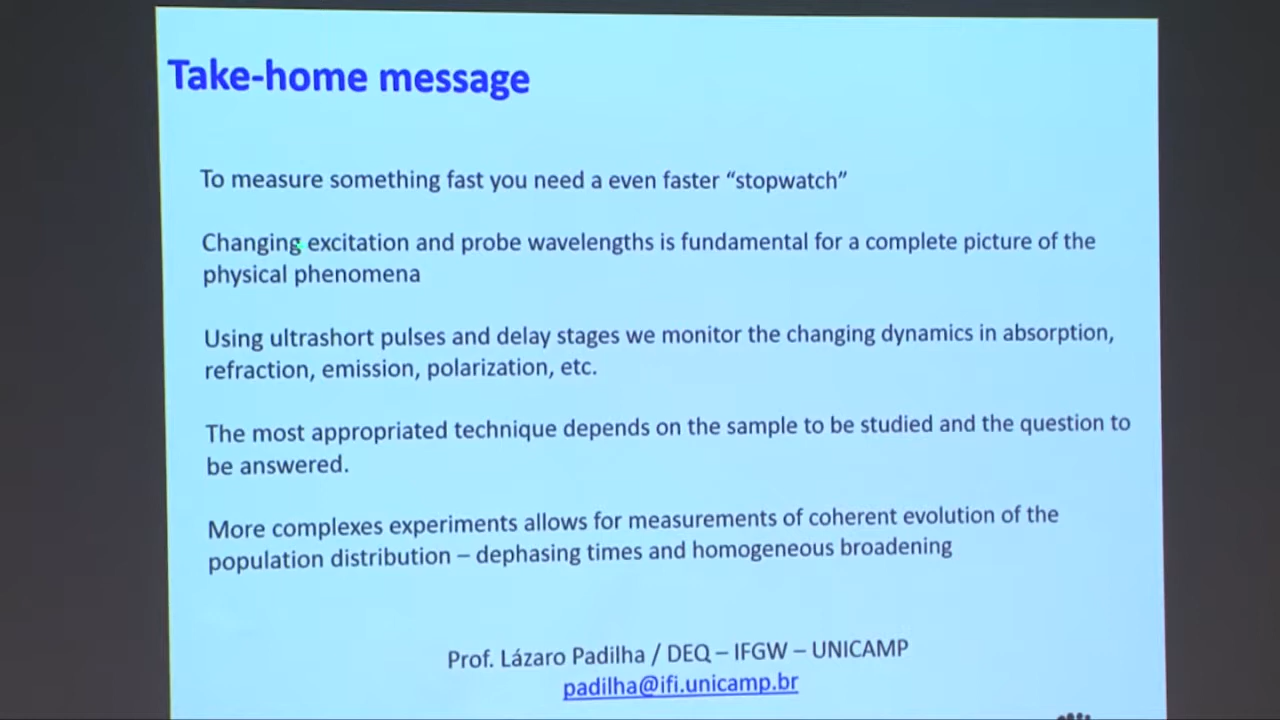 Take-home message
To measure something fast you need a even faster “stopwatch”
Changing excitation and probe wavelengths is fundamental for a complete picture of the
physical phenomena
Using ultrashort pulses and delay stages we monitor the changing dynamics in absorption,
refraction, emission, polarization, etc.
The most appropriated technique depends on the sample to be studied and the question to
be answered.
More complexes experiments allows for measurements of coherent evolution of the
population distribution – dephasing times and homogeneous broadening
Prof. Lázaro Padilha / DEQ – IFGW – UNICAMP
padilha@ifi.unicamp.br